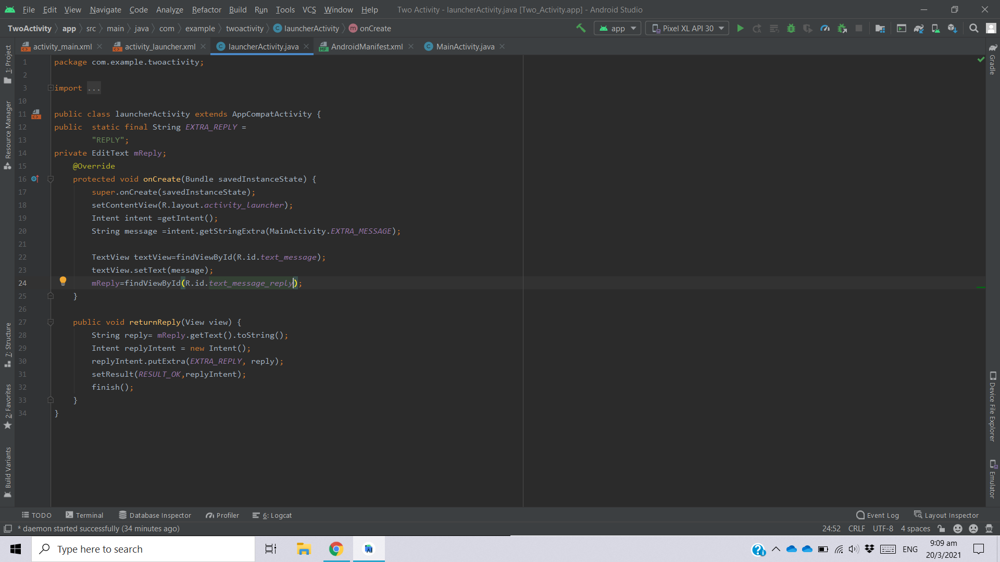 File Edit View Navigate Code Analyze Refactor Build Run Tools VCS Window Help Two Activity - launcherActivity.java [Two_Activity.app] - Android Studio
TwoActivity app src main java com example twoactivity launcherActivity onCreate app Pixel XL API 30
activity_main.xml activity_launcher.xml launcherActivity.java AndroidManifest.xml MainActivity.java
1: Project
Resource Manager
7: Structure
2: Favorites
Build Variants
1 package com.example.twoactivity;
2
3 import ...
10
11 public class launcherActivity extends AppCompatActivity {
12 public  static final String EXTRA_REPLY =
13         "REPLY";
14 private EditText mReply;
15     @Override
16     protected void onCreate(Bundle savedInstanceState) {
17         super.onCreate(savedInstanceState);
18         setContentView(R.layout.activity_launcher);
19         Intent intent =getIntent();
20         String message =intent.getStringExtra(MainActivity.EXTRA_MESSAGE);
21
22         TextView textView=findViewById(R.id.text_message);
23         textView.setText(message);
24         mReply=findViewById(R.id.text_message_reply);
25     }
26
27     public void returnReply(View view) {
28         String reply= mReply.getText().toString();
29         Intent replyIntent = new Intent();
30         replyIntent.putExtra(EXTRA_REPLY, reply);
31         setResult(RESULT_OK,replyIntent);
32         finish();
33     }
34 }
Gradle
Device File Explorer
Emulator
TODO Terminal Database Inspector Profiler 6: Logcat Event Log Layout Inspector
* daemon started successfully (34 minutes ago) 24:52 CRLF UTF-8 4 spaces
Type here to search ENG 9:09 am
20/3/2021